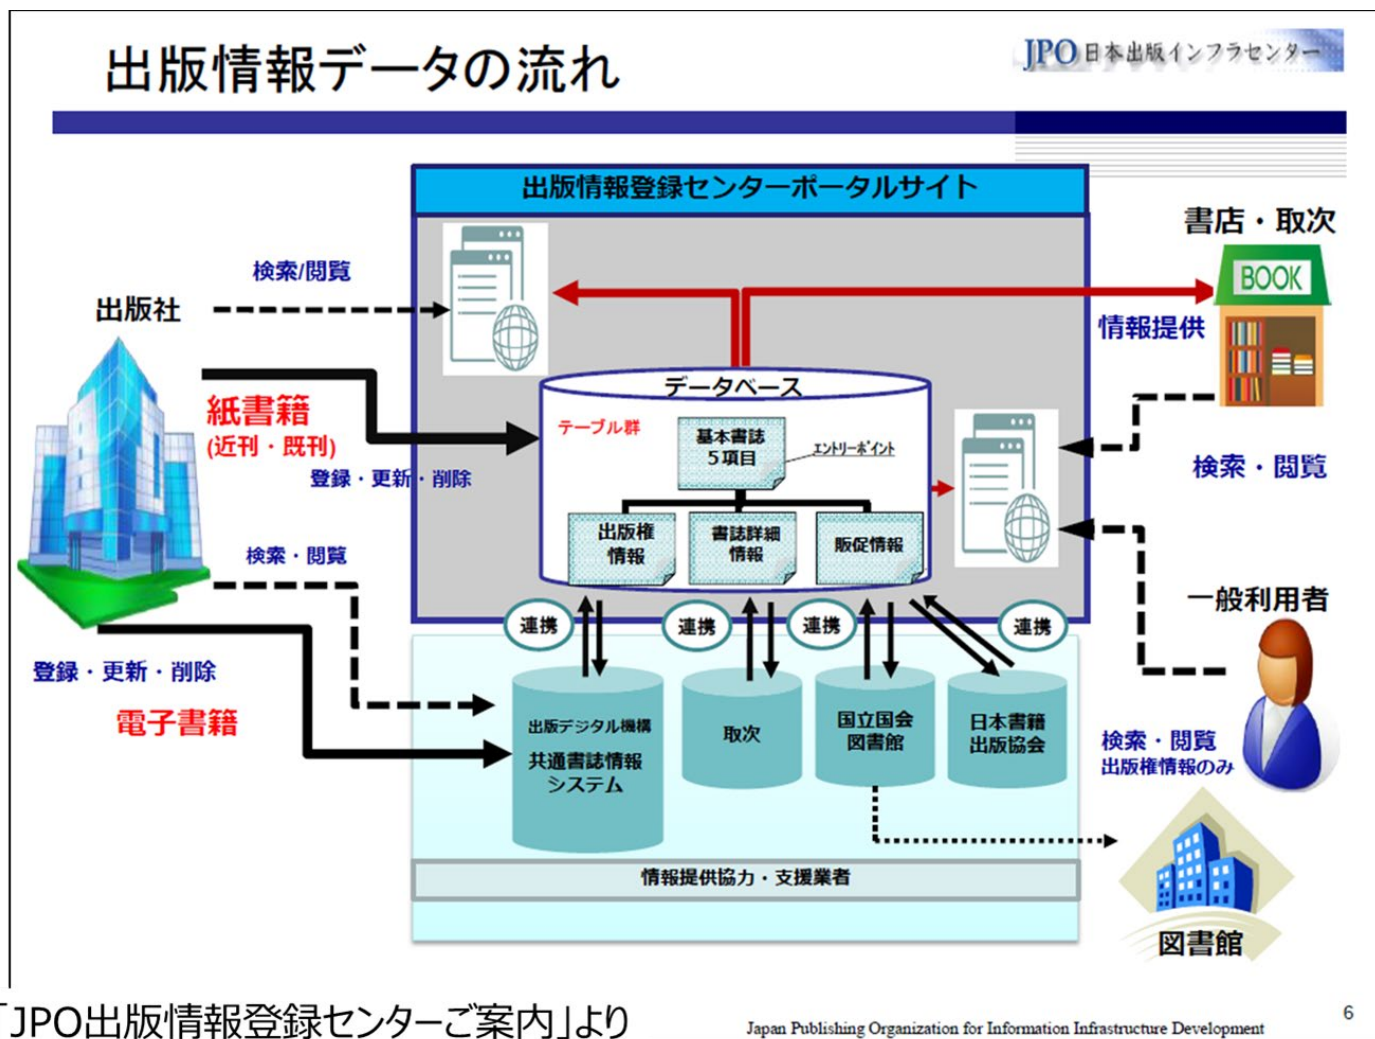 出版情報データの流れ
JPO日本出版インフラセンター
出版情報登録センターポータルサイト
書店・取次
BOOK
検索/閲覧
出版社
情報提供
データベース
紙書籍
(近刊・既刊)
テーブル群
基本書誌
5項目
エントリーポイント
登録・更新・削除
検索・閲覧
出版権
情報
書誌詳細
情報
販促情報
検索・閲覧
一般利用者
連携
連携
連携
連携
登録・更新・削除
電子書籍
出版デジタル機構
共通書誌情報
システム
取次
国立国会
図書館
日本書籍
出版協会
検索・閲覧
出版権情報のみ
情報提供協力・支援業者
図書館
「JPO出版情報登録センターご案内」より
Japan Publishing Organization for Information Infrastructure Development
6